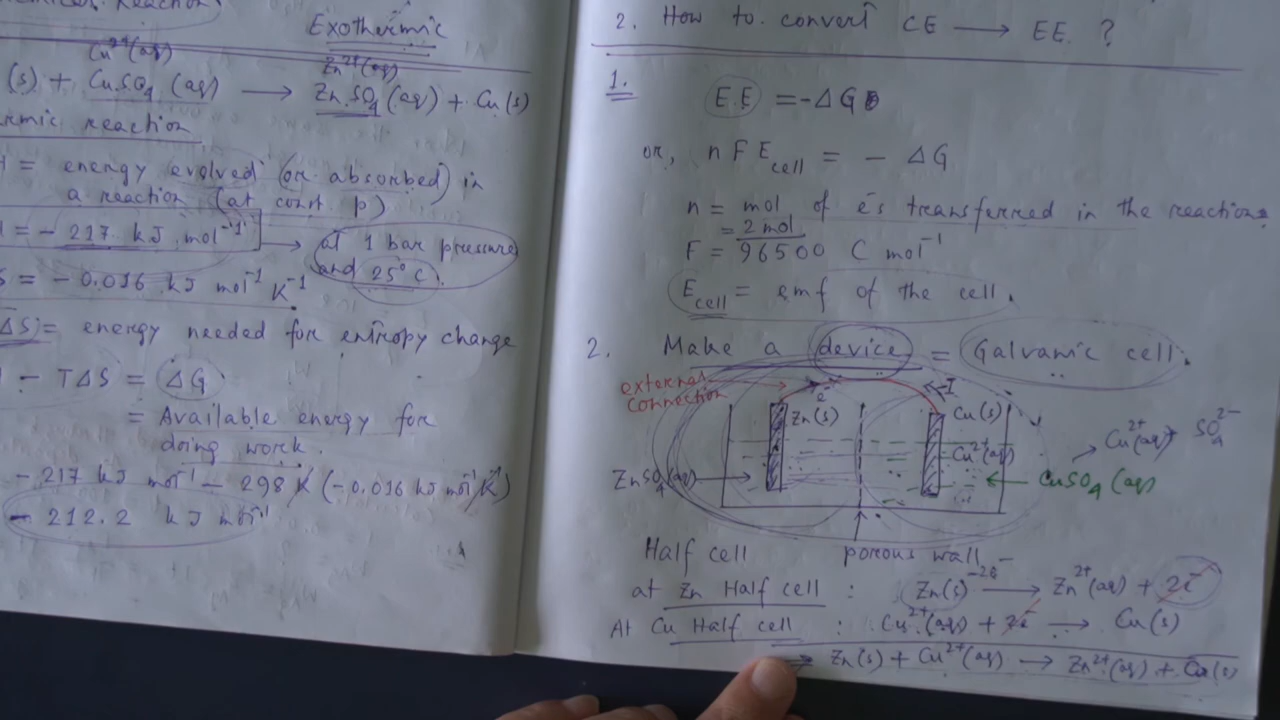 Exothermic
Cu²⁺(aq) Zn²⁺(aq)
(s) + CuSO₄ (aq) ⟶ ZnSO₄(aq) + Cu(s)
rmic reaction
= energy evolved (or absorbed) in
a reaction (at const. p)
= - 217 kJ mol⁻¹ → at 1 bar pressure
and 25°C.
S = - 0.016 kJ mol⁻¹ K⁻¹
ΔS) = energy needed for entropy change
- TΔS = ΔG
= Available energy for
doing work.
- 217 kJ mol⁻¹ - 298 K (-0.016 kJ mol⁻¹ K⁻¹)
- 212.2 kJ mol⁻¹
2. How to convert CE ⟶ EE ?
1. E.E = -ΔG
or, n F E cell = - ΔG
n = mol of e⁻s transferred in the reaction.
= 2 mol
F = 96500 C mol⁻¹
E cell = emf of the cell.
2. Make a device = Galvanic cell.
external
connection
e⁻ I
Zn(s) Cu(s)
Cu²⁺(aq) Cu²⁺(aq) + SO₄²⁻
ZnSO₄(aq) → ← CuSO₄ (aq)
Half cell porous wall
at Zn Half cell : Zn(s) -2e⁻ ⟶ Zn²⁺(aq) + 2e⁻
At Cu Half cell : Cu²⁺(aq) + 2e⁻ ⟶ Cu(s)
⇒ Zn(s) + Cu²⁺(aq) → Zn²⁺(aq) + Cu(s)